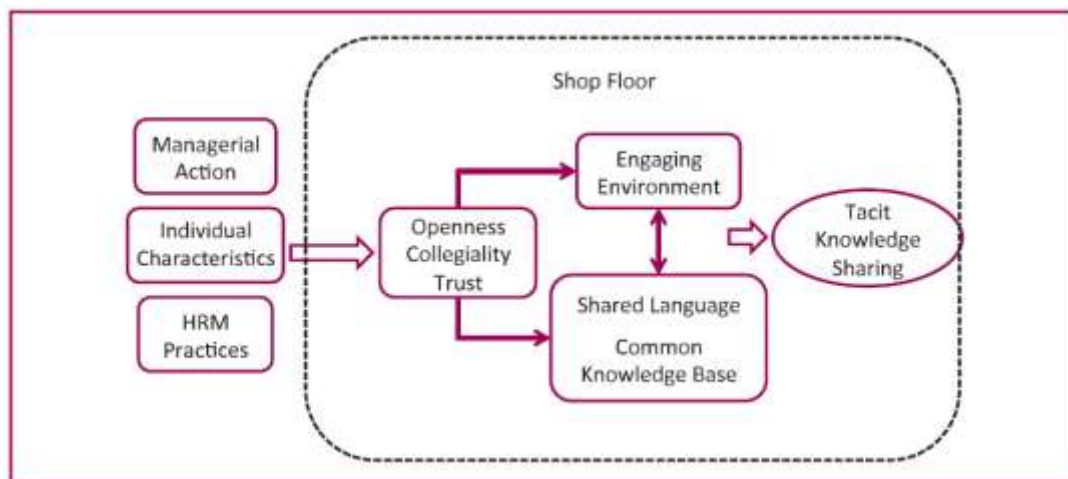 Shop Floor
Managerial
Action
Individual
Characteristics
HRM
Practices
Openness
Collegiality
Trust
Engaging
Environment
Shared Language
Common
Knowledge Base
Tacit
Knowledge
Sharing